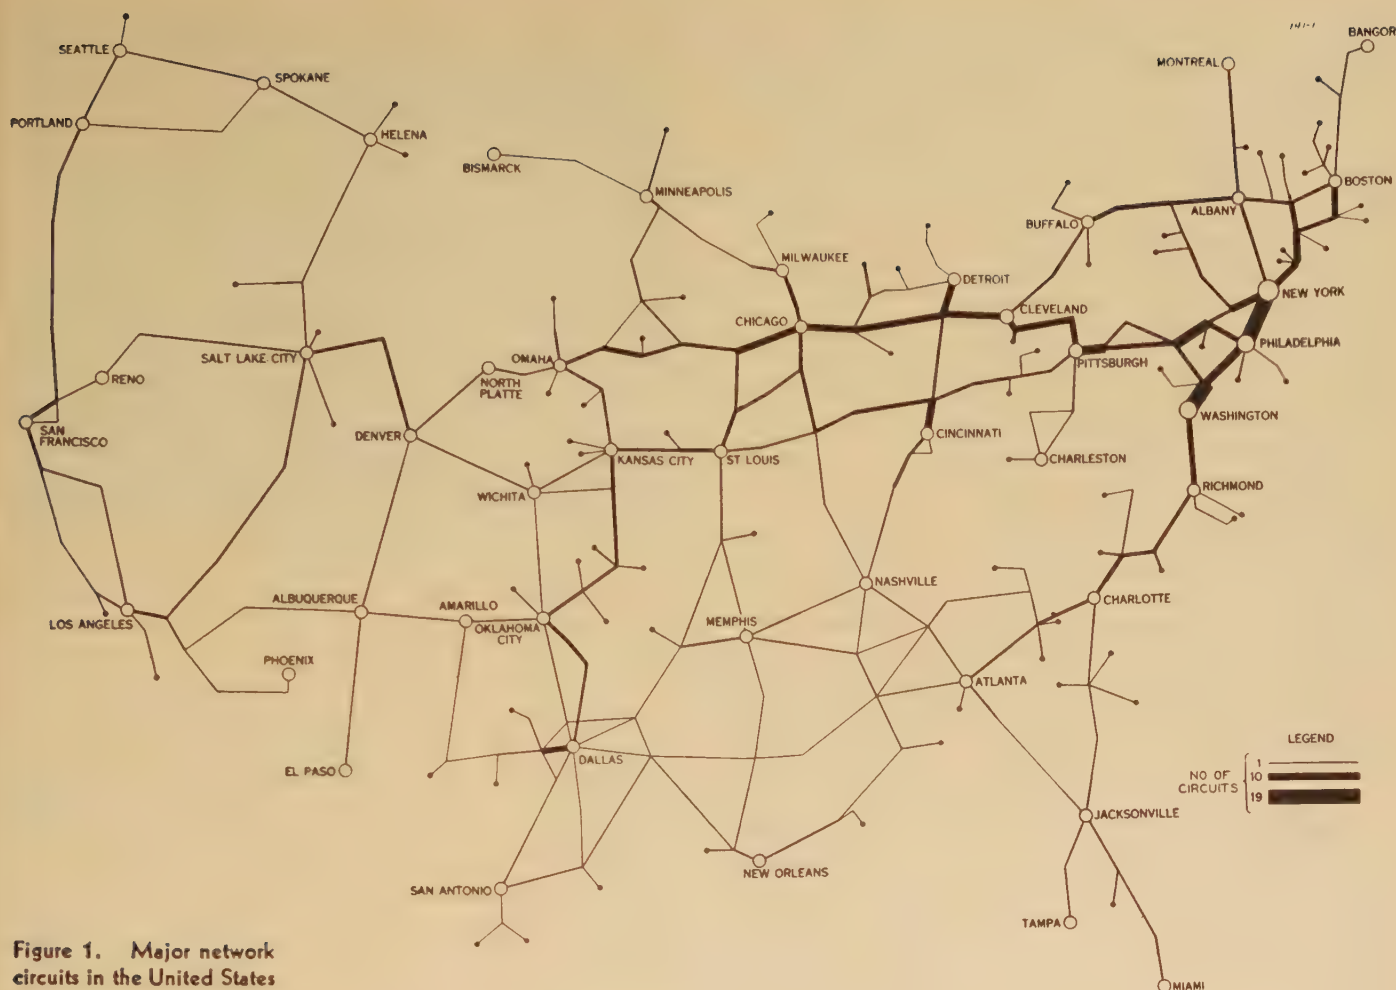 BANGOR
MONTREAL
SEATTLE
SPOKANE
PORTLAND
HELENA
BISMARCK
MINNEAPOLIS
BOSTON
ALBANY
BUFFALO
MILWAUKEE
DETROIT
NEW YORK
CLEVELAND
CHICAGO
PHILADELPHIA
SALT LAKE CITY
OMAHA
PITTSBURGH
RENO
NORTH
PLATTE
WASHINGTON
SAN
FRANCISCO
DENVER
CINCINNATI
KANSAS CITY
ST LOUIS
CHARLESTON
WICHITA
RICHMOND
NASHVILLE
ALBUQUERQUE
AMARILLO
CHARLOTTE
LOS ANGELES
OKLAHOMA
CITY
MEMPHIS
PHOENIX
ATLANTA
LEGEND
DALLAS
EL PASO
NO OF
CIRCUITS
1
10
19
JACKSONVILLE
NEW ORLEANS
SAN ANTONIO
TAMPA
MIAMI
Figure 1. Major network
circuits in the United States